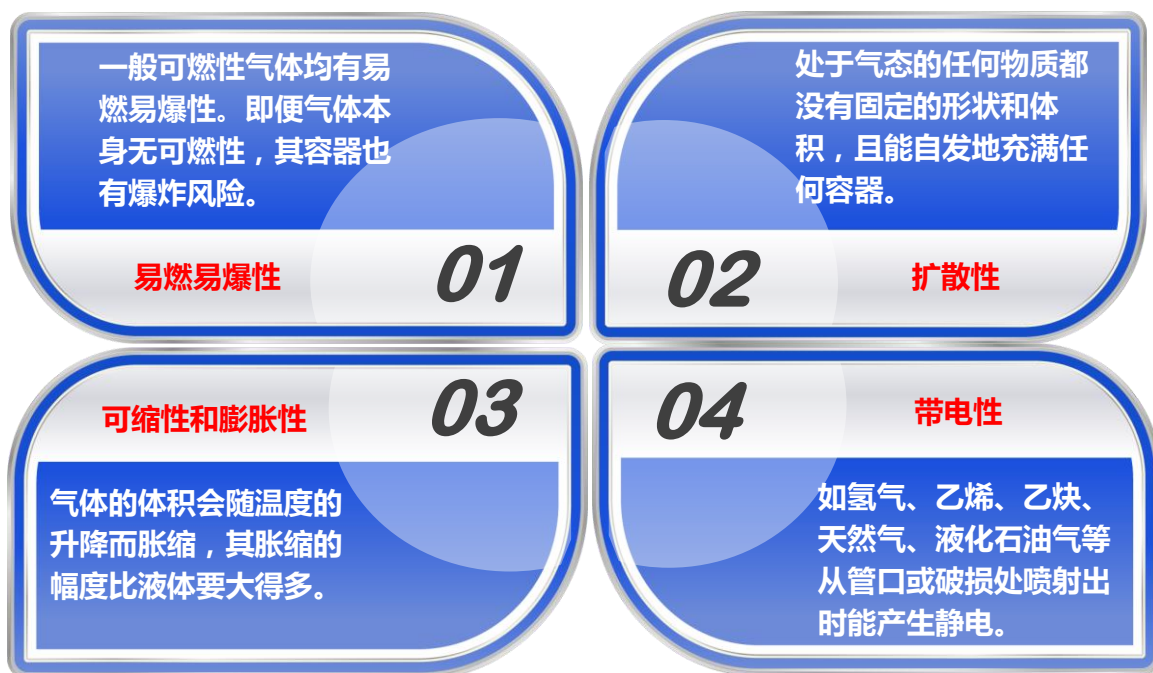 一般可燃性气体均有易
燃易爆性。即便气体本
身无可燃性，其容器也
有爆炸风险。
易燃易爆性
01
处于气态的任何物质都
没有固定的形状和体
积，且能自发地充满任
何容器。
02
扩散性
可缩性和膨胀性
03
气体的体积会随温度的
升降而胀缩，其胀缩的
幅度比液体要大得多。
04
带电性
如氢气、乙烯、乙炔、
天然气、液化石油气等
从管口或破损处喷射出
时能产生静电。